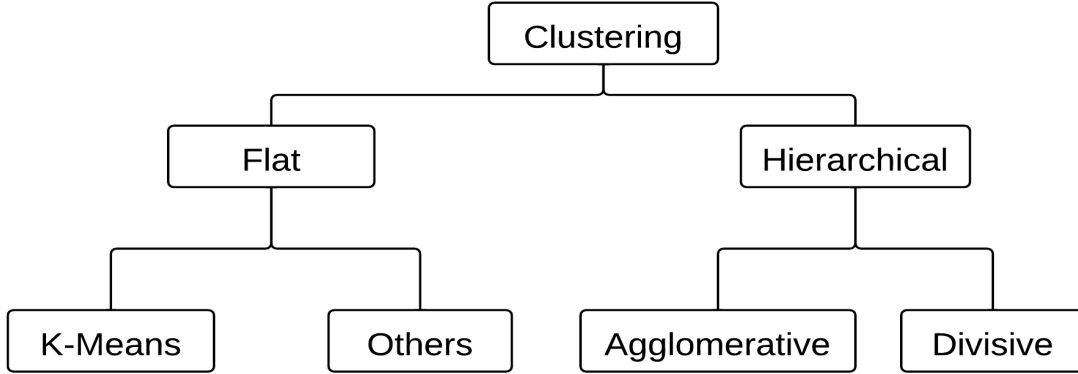 Clustering
Flat
Hierarchical
K-Means
Others
Agglomerative
Divisive